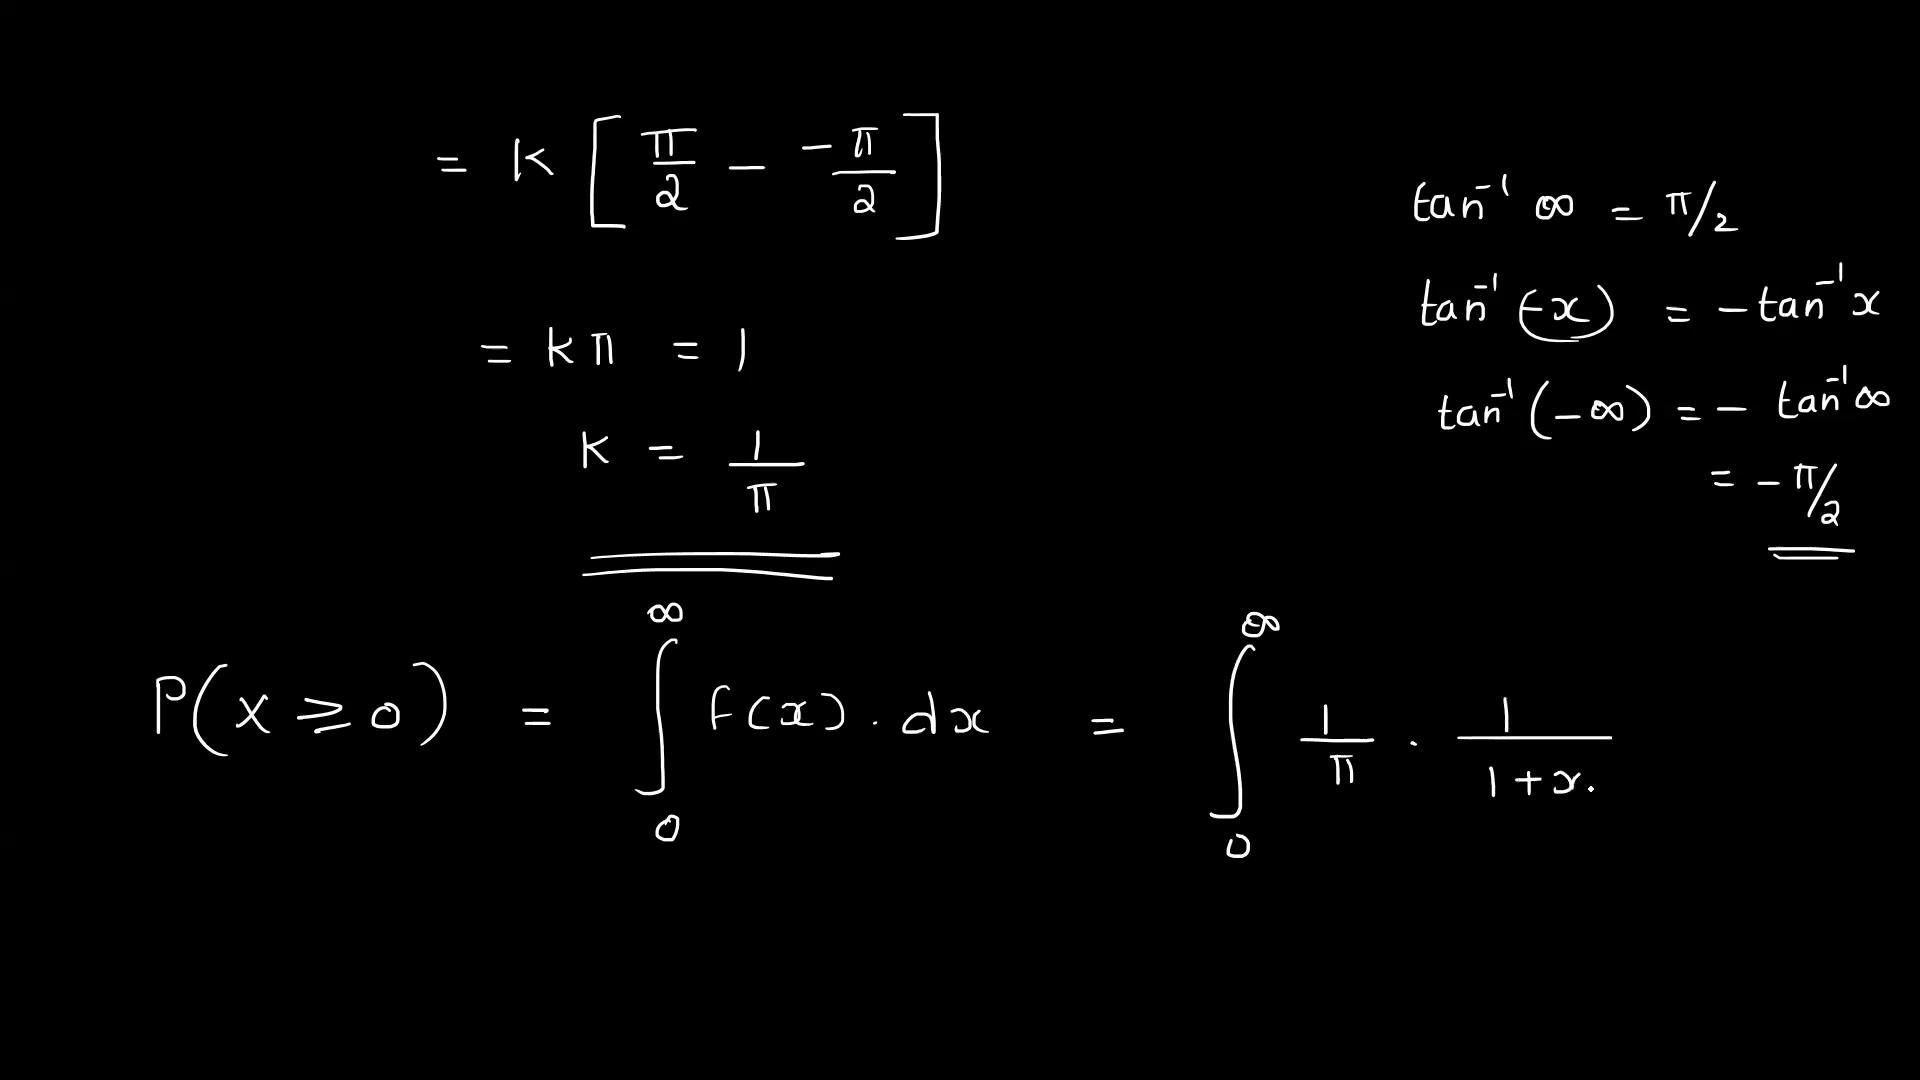 = K [ π/2 - -π/2 ]
tan⁻¹ ∞ = π/2
tan⁻¹ (-x) = -tan⁻¹ x
= kπ = 1
tan⁻¹ (-∞) = - tan⁻¹ ∞
K = 1/π
= -π/2
P(X ≥ 0) = ∫₀^∞ f(x) . dx = ∫₀^∞ 1/π . 1/(1+x.